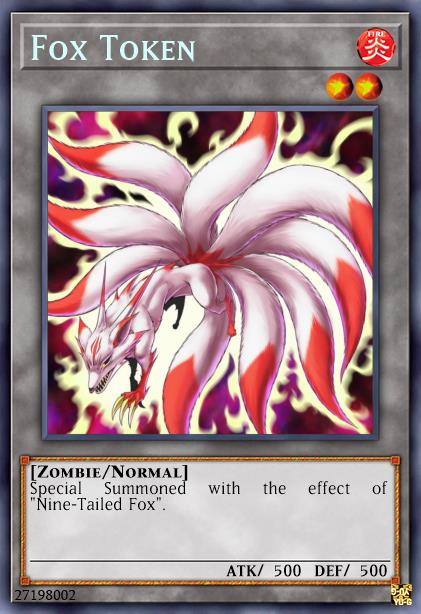 Fox Token
FIRE
炎
[Zombie/Normal]
Special Summoned with the effect of
"Nine-Tailed Fox".
ATK/ 500 DEF/ 500
27198002